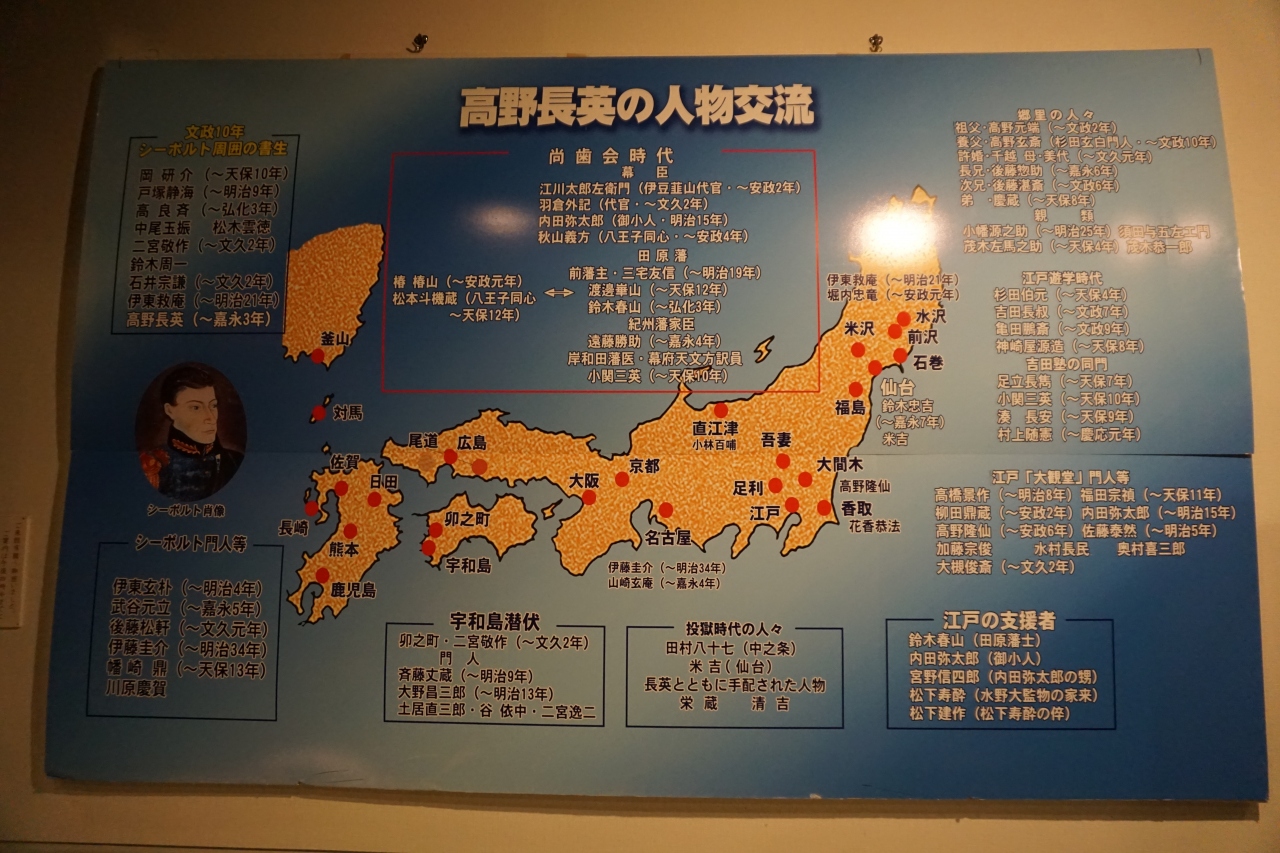 高野長英の人物交流
文政10年
シーボルト周囲の書生
岡 研介（～天保10年）
戸塚静海（～明治9年）
高 良斉（～弘化3年）
中尾玉振 松木雲徳
二宮敬作（～文久2年）
鈴木周一
石井宗謙（～文久2年）
伊東救庵（～明治21年）
高野長英（～嘉永3年）
尚歯会時代
幕臣
江川太郎左衛門（伊豆韮山代官・～安政2年）
羽倉外記（代官・～文久2年）
内田弥太郎（御小人・明治15年）
秋山義方（八王子同心・～安政4年）
田原藩
前藩主・三宅友信（～明治19年）
渡邊崋山（～天保12年）
鈴木春山（～弘化3年）
紀州藩家臣
遠藤勝助（～嘉永4年）
岸和田藩医・幕府天文方訳員
小関三英（～天保10年）
椿 椿山（～安政元年）
松本斗機蔵（八王子同心
～天保12年）
郷里の人々
祖父・高野元端（～文政2年）
養父・高野玄斎（杉田玄白門人・～文政10年）
許婚・千越 母・美代（～文久元年）
長兄・後藤惣助（～嘉永6年）
次兄・後藤湛斎（～文政6年）
弟 ・慶蔵（～天保8年）
親類
小幡源之助（～明治25年）須田与五左エ門
茂木左馬之助（～天保4年）茂木恭一郎
江戸遊学時代
杉田伯元（～天保4年）
吉田長叔（～文政7年）
亀田鵬斎（～文政9年）
神崎屋源造（～天保8年）
吉田塾の同門
足立長雋（～天保7年）
小関三英（～天保10年）
湊 長安（～天保9年）
村上随憲（～慶応元年）
伊東救庵（～明治21年）
堀内忠竜（～安政元年）
水沢
前沢
米沢
石巻
仙台
鈴木忠吉
（～嘉永7年）
米吉
福島
直江津
小林百哺
吾妻
大間木
高野隆仙
足利
江戸
香取
花香恭法
釜山
対馬
尾道
広島
佐賀
日田
長崎
熊本
鹿児島
卯之町
宇和島
大阪
京都
名古屋
伊藤圭介（～明治34年）
山崎玄庵（～嘉永4年）
シーボルト肖像
シーボルト門人等
伊東玄朴（～明治4年）
武谷元立（～嘉永5年）
後藤松軒（～文久元年）
伊藤圭介（～明治34年）
幡崎 鼎（～天保13年）
川原慶賀
宇和島潜伏
卯之町・二宮敬作（～文久2年）
門人
斉藤丈蔵（～明治9年）
大野昌三郎（～明治13年）
土居直三郎・谷 依中・二宮逸二
投獄時代の人々
田村八十七（中之条）
米吉（仙台）
長英とともに手配された人物
栄蔵 清吉
江戸「大観堂」門人等
高橋景作（～明治8年）福田宗禎（～天保11年）
柳田鼎蔵（～安政2年）内田弥太郎（～明治15年）
高野隆仙（～安政6年）佐藤泰然（～明治5年）
加藤宗俊 水村長民 奥村喜三郎
大槻俊斎（～文久2年）
江戸の支援者
鈴木春山（田原藩士）
内田弥太郎（御小人）
宮野信四郎（内田弥太郎の甥）
松下寿酔（水野大監物の家来）
松下建作（松下寿酔の倅）